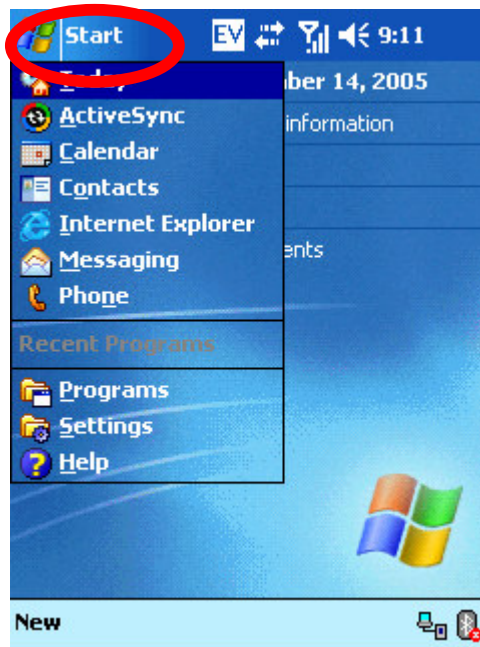 Start EV 9:11
Today
ber 14, 2005
ActiveSync
information
Calendar
Contacts
Internet Explorer
ents
Messaging
Phone
Recent Programs
Programs
Settings
Help
New